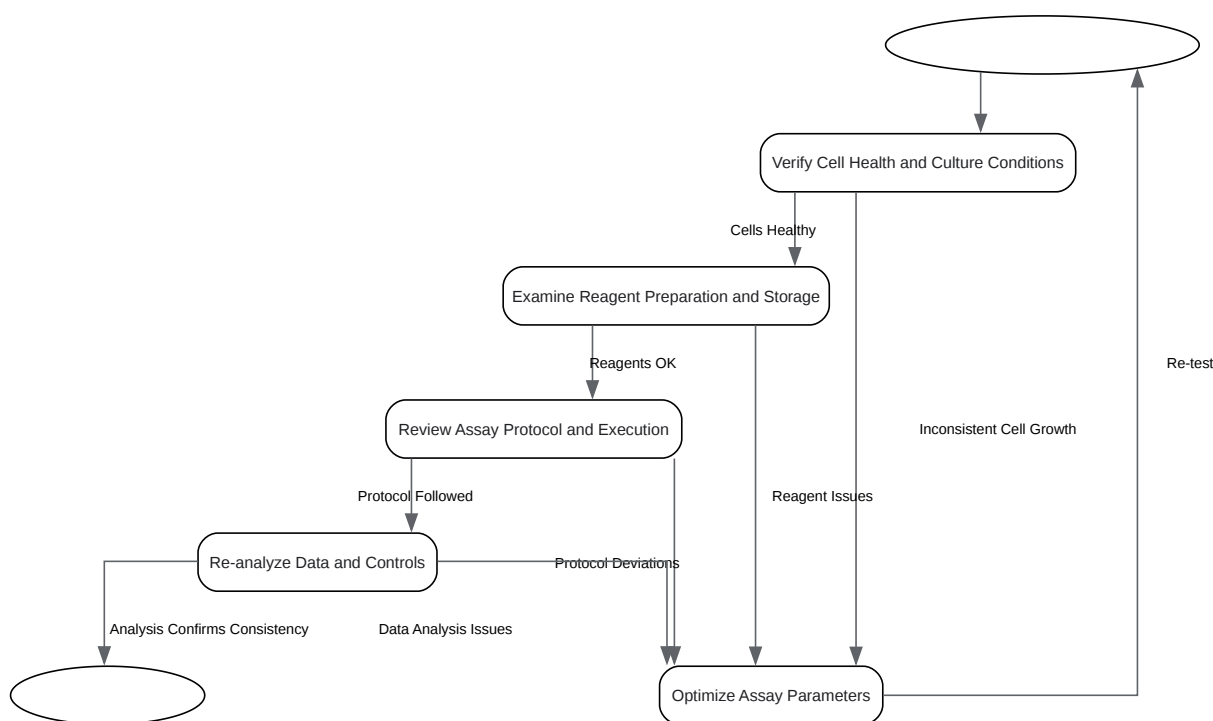 Verify Cell Health and Culture Conditions
Cells Healthy
Examine Reagent Preparation and Storage
Reagents OK
Re-test
Review Assay Protocol and Execution
Inconsistent Cell Growth
Protocol Followed
Reagent Issues
Re-analyze Data and Controls
Protocol Deviations
Analysis Confirms Consistency
Data Analysis Issues
Optimize Assay Parameters